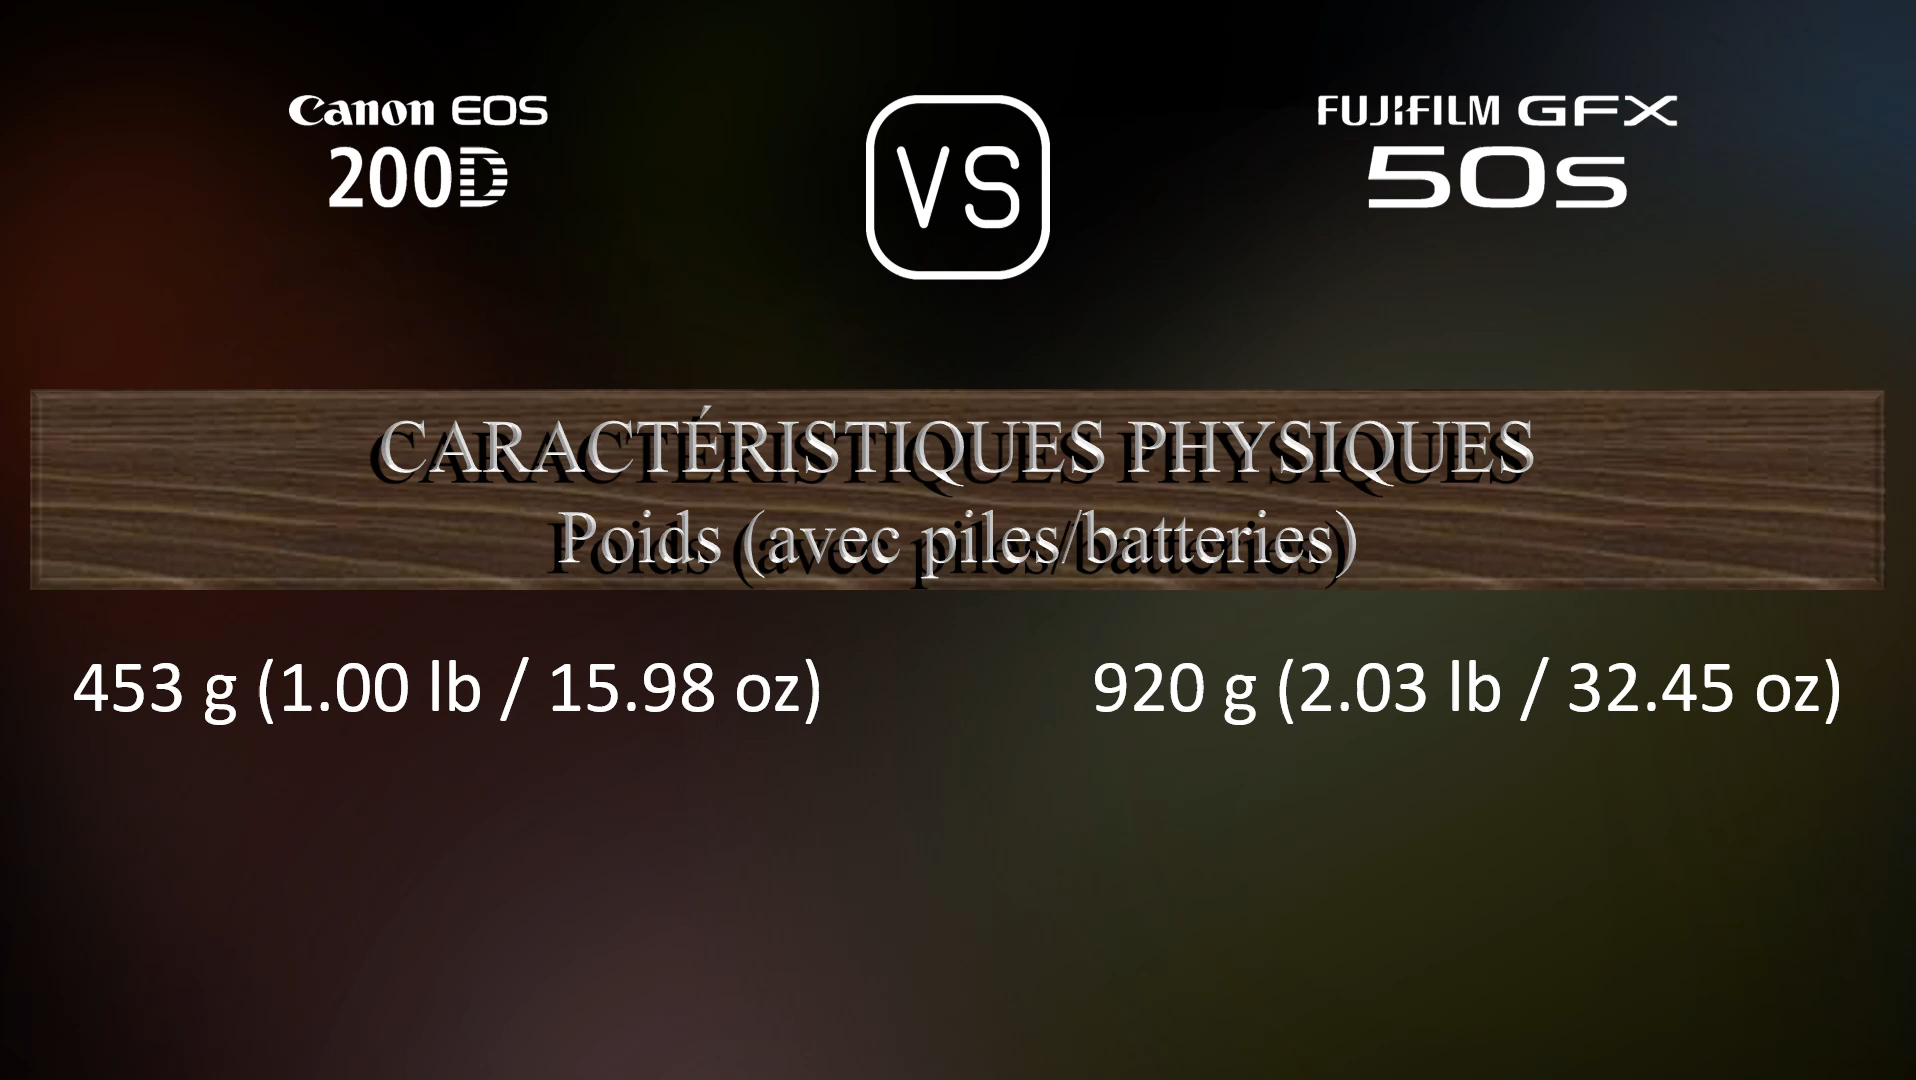 Canon EOS
200D
VS
FUJIFILM GFX
50s
CARACTÉRISTIQUES PHYSIQUES
Poids (avec piles/batteries)
453 g (1.00 lb / 15.98 oz)
920 g (2.03 lb / 32.45 oz)